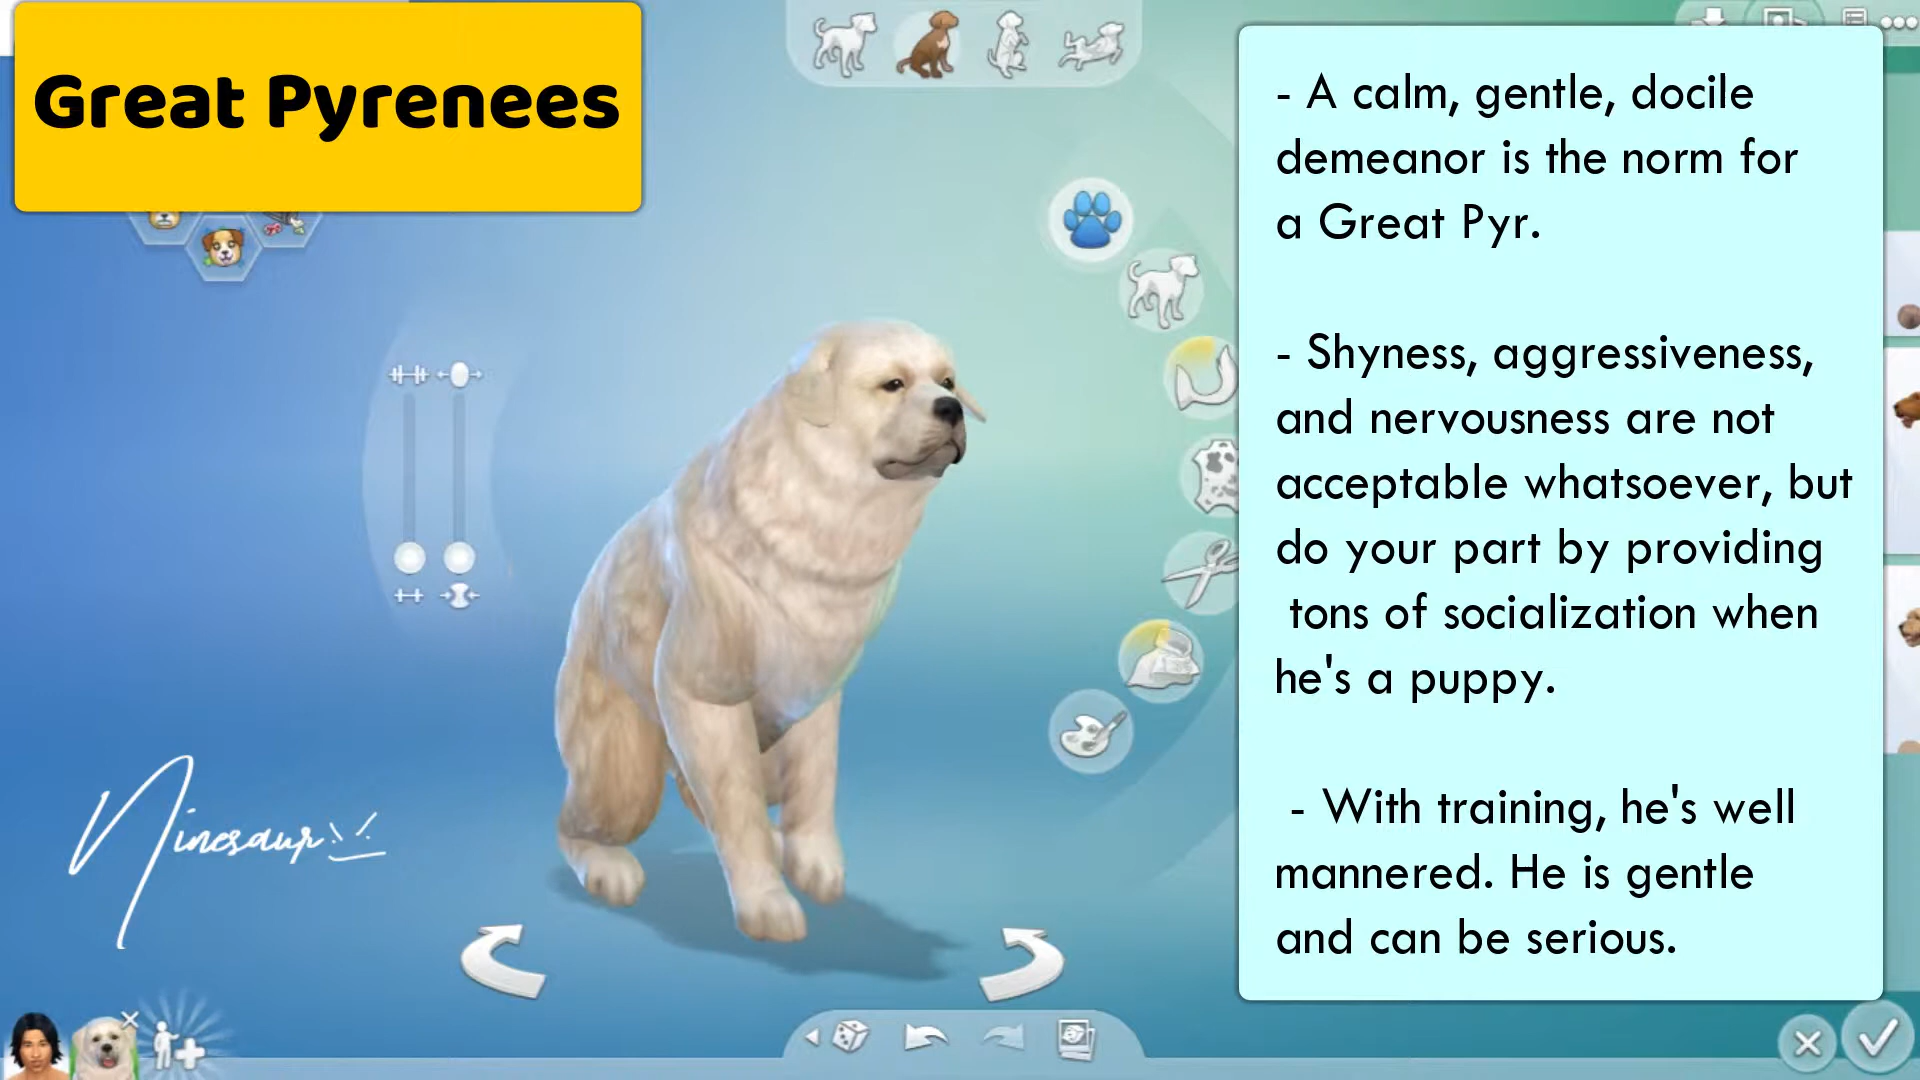 Great Pyrenees
- A calm, gentle, docile
demeanor is the norm for
a Great Pyr.
- Shyness, aggressiveness,
and nervousness are not
acceptable whatsoever, but
do your part by providing
tons of socialization when
he's a puppy.
- With training, he's well
mannered. He is gentle
and can be serious.
Ninesaur